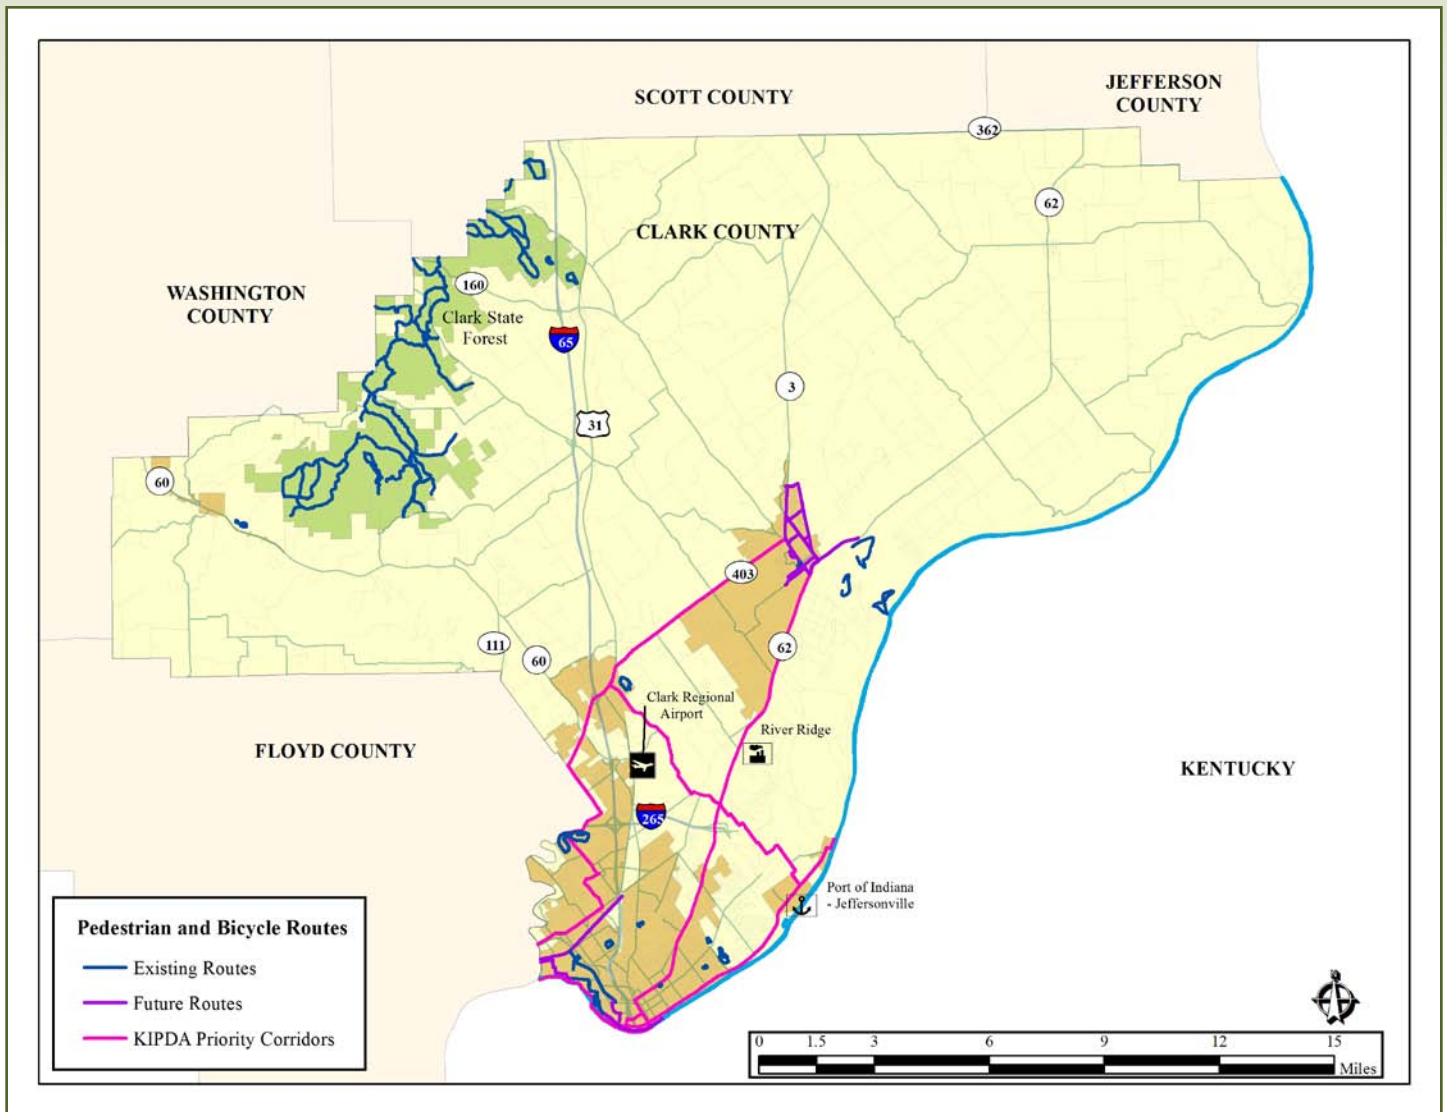 SCOTT COUNTY
JEFFERSON
COUNTY
362
62
CLARK COUNTY
WASHINGTON
COUNTY
160
Clark State
Forest
65
3
31
60
403
111
60
62
Clark Regional
Airport
River Ridge
FLOYD COUNTY
KENTUCKY
265
Port of Indiana
- Jeffersonville
Pedestrian and Bicycle Routes
Existing Routes
Future Routes
KIPDA Priority Corridors
0 1.5 3 6 9 12 15
Miles